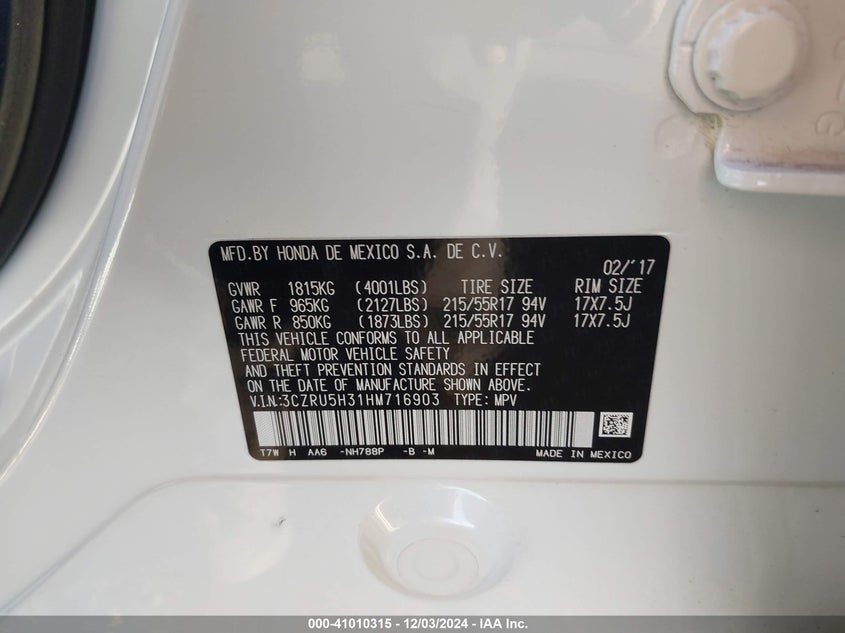 MFD.BY HONDA DE MEXICO S.A. DE C.V.
02/'17
GVWR 1815KG (4001LBS) TIRE SIZE RIM SIZE
GAWR F 965KG (2127LBS) 215/55R17 94V 17X7.5J
GAWR R 850KG (1873LBS) 215/55R17 94V 17X7.5J
THIS VEHICLE CONFORMS TO ALL APPLICABLE
FEDERAL MOTOR VEHICLE SAFETY
AND THEFT PREVENTION STANDARDS IN EFFECT
ON THE DATE OF MANUFACTURE SHOWN ABOVE.
V.I.N:3CZRU5H31HM716903 TYPE: MPV
T7W H AA6 -NH788P -B -M MADE IN MEXICO
000-41010315 - 12/03/2024 - IAA Inc.